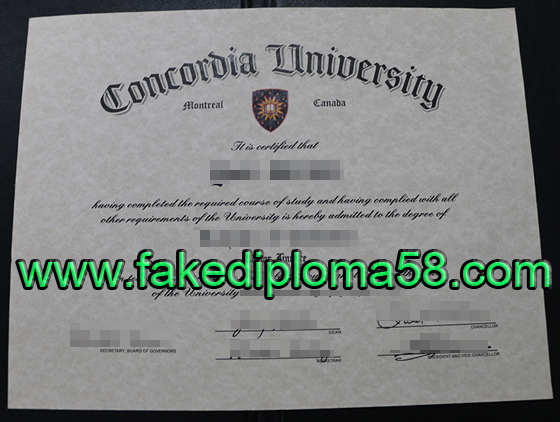 Concordia University
Montreal Canada
It is certified that
having completed the required course of study and having complied with all
other requirements of the University is hereby admitted to the degree of
www.fakediploma58.com
of the University
DEAN
CHANCELLOR
SECRETARY, BOARD OF GOVERNORS
REGISTRAR
PRESIDENT AND VICE-CHANCELLOR